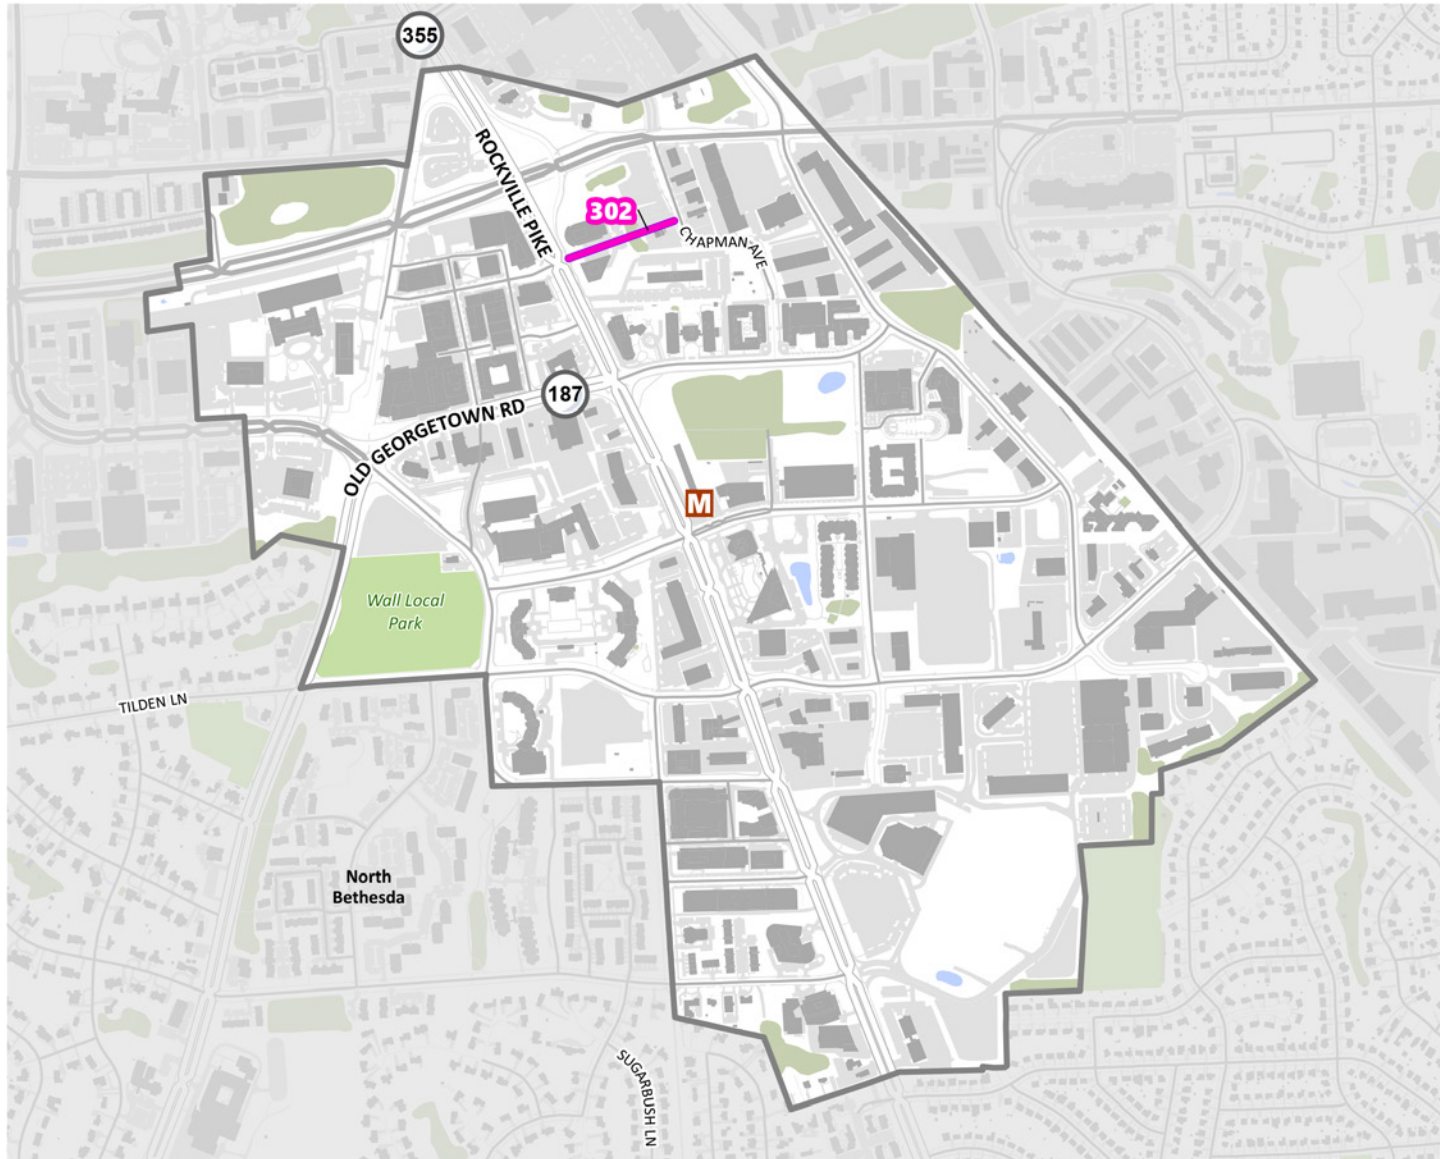 355
ROCKVILLE PIKE
302
CHAPMAN AVE
187
OLD GEORGETOWN RD
M
Wall Local
Park
TILDEN LN
North
Bethesda
SUGARBUSH LN